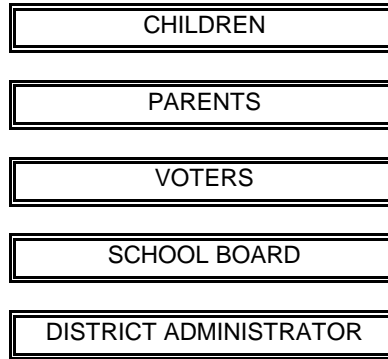 CHILDREN
PARENTS
VOTERS
SCHOOL BOARD
DISTRICT ADMINISTRATOR